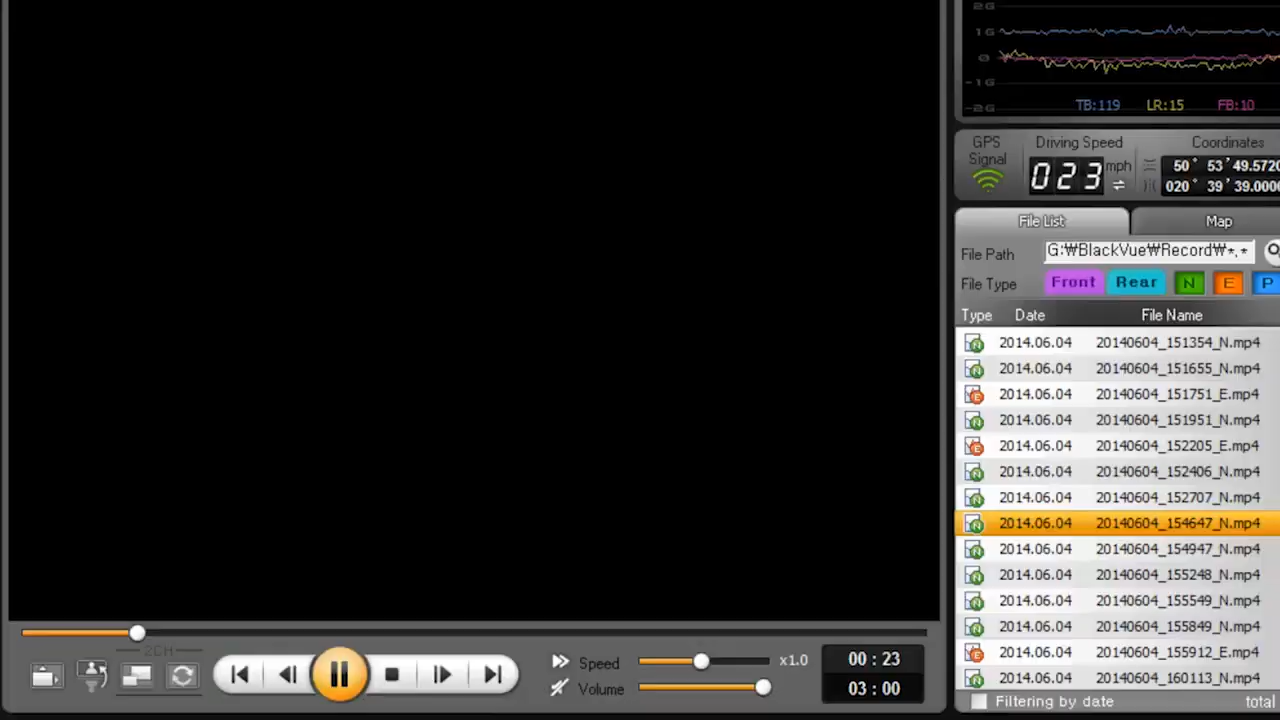 2G
1G
0
-1G
-2G
TB:119 LR:15 FB:10
GPS Signal
Driving Speed
023 mph
Coordinates
50° 53' 49.5720
020° 39' 39.0000
File List Map
File Path G:₩BlackVue₩Record₩*.*
File Type Front Rear N E P
Type Date File Name
N 2014.06.04 20140604_151354_N.mp4
N 2014.06.04 20140604_151655_N.mp4
E 2014.06.04 20140604_151751_E.mp4
N 2014.06.04 20140604_151951_N.mp4
E 2014.06.04 20140604_152205_E.mp4
N 2014.06.04 20140604_152406_N.mp4
N 2014.06.04 20140604_152707_N.mp4
N 2014.06.04 20140604_154647_N.mp4
N 2014.06.04 20140604_154947_N.mp4
N 2014.06.04 20140604_155248_N.mp4
N 2014.06.04 20140604_155549_N.mp4
N 2014.06.04 20140604_155849_N.mp4
E 2014.06.04 20140604_155912_E.mp4
N 2014.06.04 20140604_160113_N.mp4
Filtering by date total
2CH
Speed x1.0
Volume
00 : 23
03 : 00